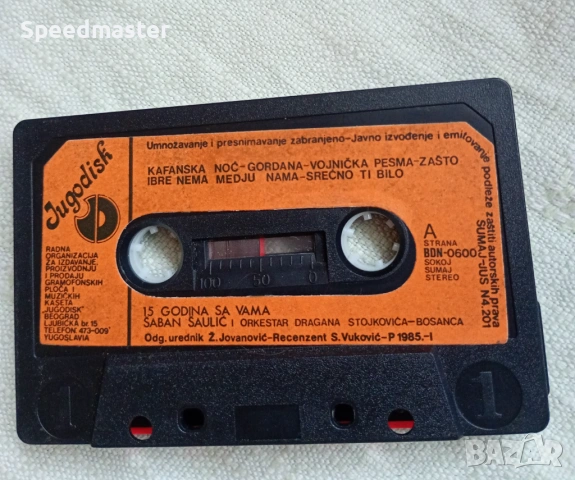 Speedmaster
Umnožavanje i presnimavanje zabranjeno-Javno izvođenje i emitovanje podleže zaštiti autorskih prava
SUMAJ-JUS N4.201
Jugodisk
KAFANSKA NOĆ-GORDANA-VOJNIČKA PESMA-ZAŠTO
IBRE NEMA MEDJU NAMA-SREĆNO TI BILO
A
STRANA
BDN-0600
SOKOJ
SUMAJ
STEREO
100 50 0
RADNA
ORGANIZACIJA
ZA IZDAVANJE,
PROIZVODNJU
I PRODAJU
GRAMOFONSKIH
PLOČA I
MUZIČKIH
KASETA
„JUGODISK"
BEOGRAD
LJUBIČKA br 15
TELEFON 473-009
YUGOSLAVIA
15 GODINA SA VAMA
ŠABAN ŠAULIĆ i ORKESTAR DRAGANA STOJKOVIĆA-BOSANCA
Odg. urednik Ž. Jovanović-Recenzent S. Vuković-P 1985.-I
1
1
BAZAR